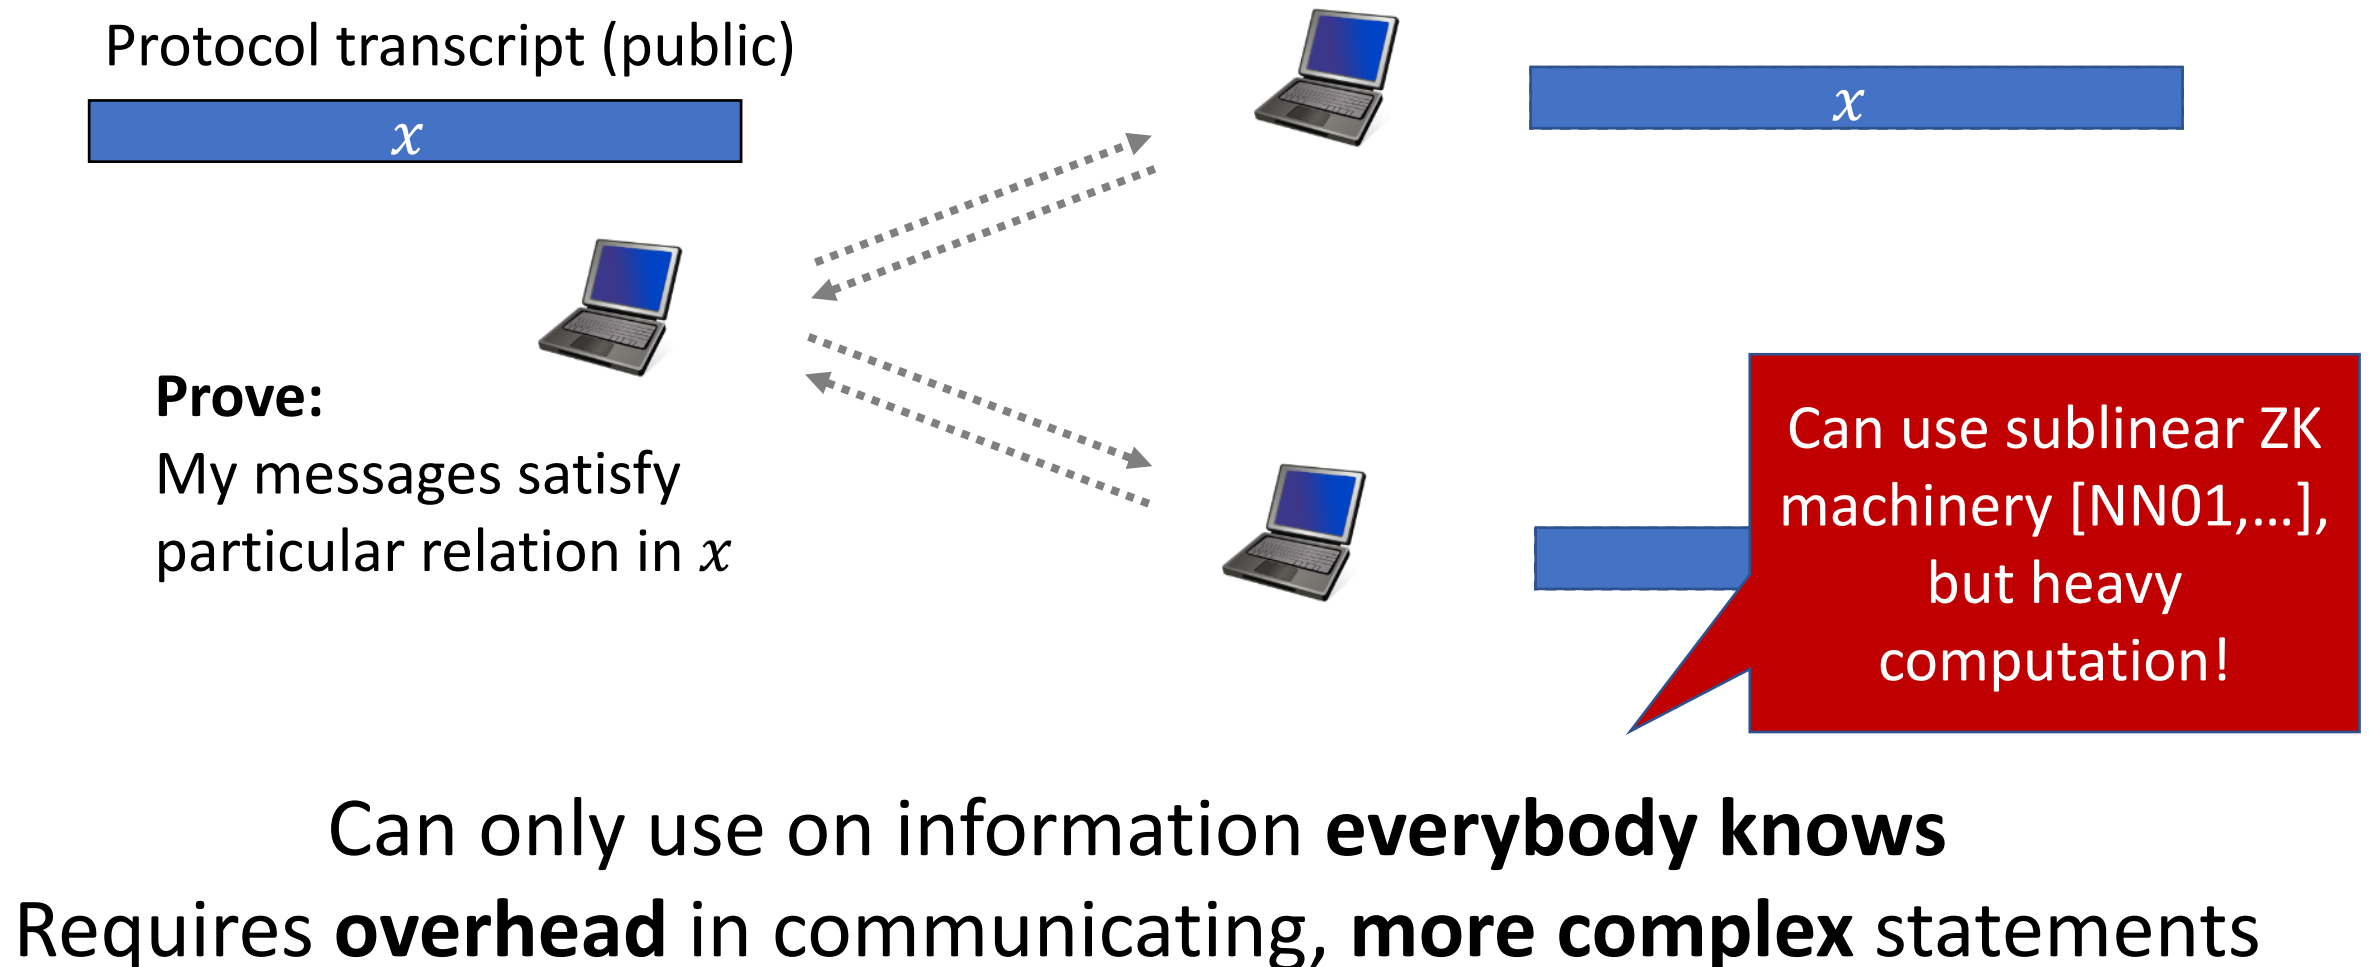 Protocol transcript (public)
x
x
Prove:
My messages satisfy
particular relation in x
Can use sublinear ZK
machinery [NN01,...],
but heavy
computation!
Can only use on information everybody knows
Requires overhead in communicating, more complex statements